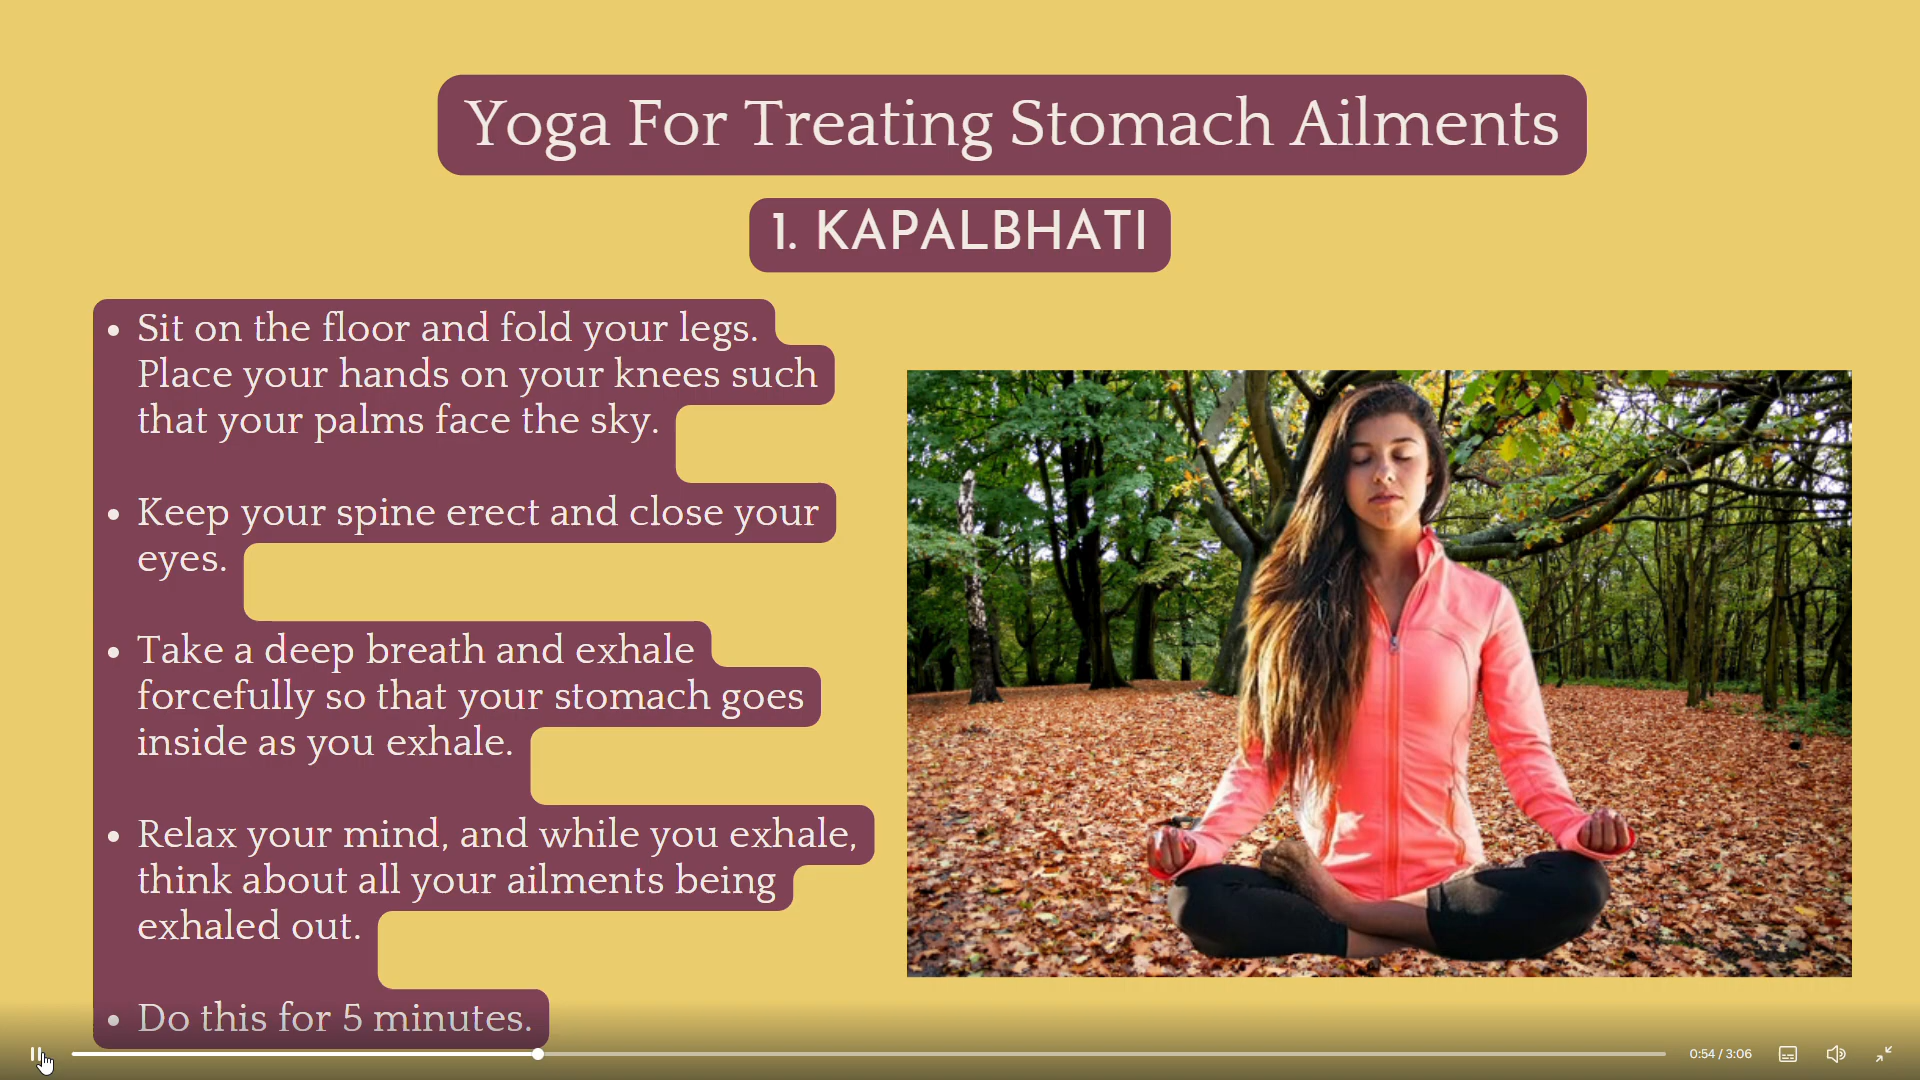 Yoga For Treating Stomach Ailments
1. KAPALBHATI
• Sit on the floor and fold your legs.
Place your hands on your knees such
that your palms face the sky.
• Keep your spine erect and close your
eyes.
• Take a deep breath and exhale
forcefully so that your stomach goes
inside as you exhale.
• Relax your mind, and while you exhale,
think about all your ailments being
exhaled out.
• Do this for 5 minutes.
0:54 / 3:06